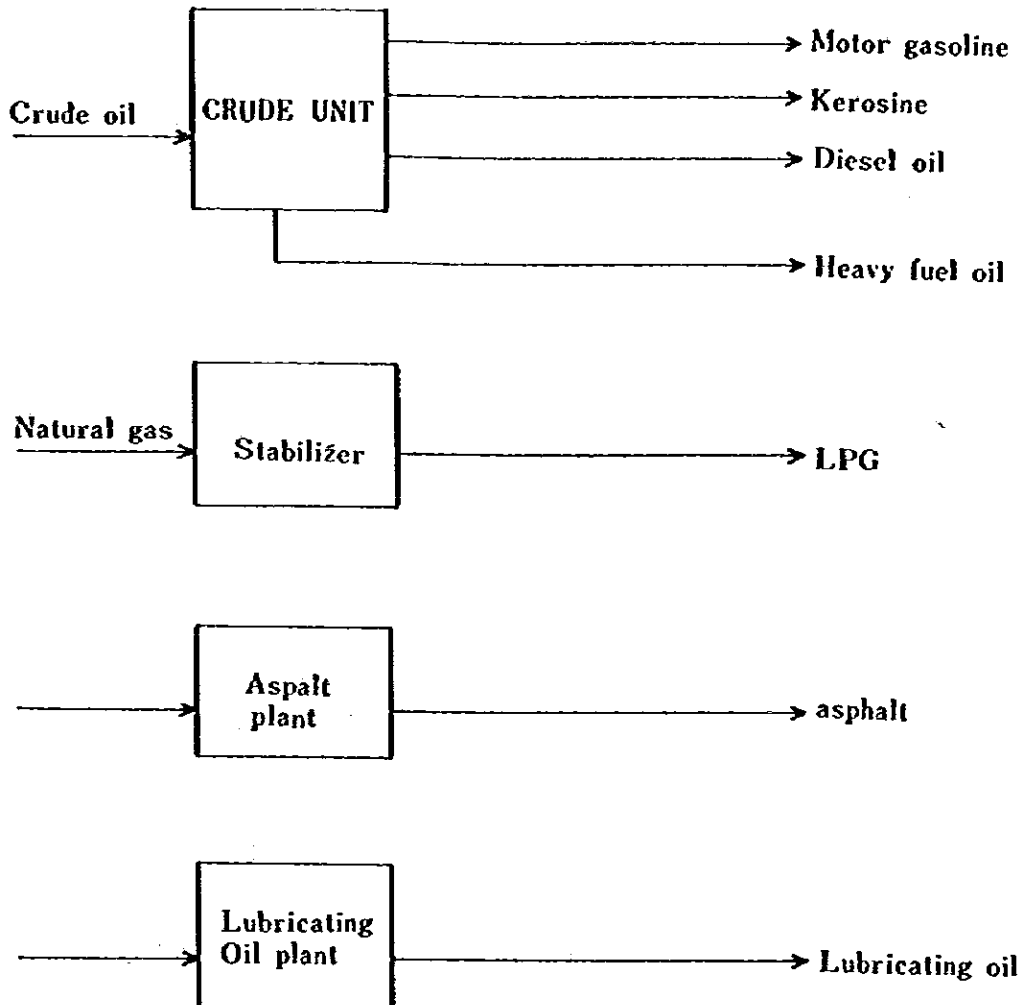 Motor gasoline
Crude oil
CRUDE UNIT
Kerosine
Diesel oil
Heavy fuel oil
Natural gas
Stabilizer
LPG
Aspalt
plant
asphalt
Lubricating
Oil plant
Lubricating oil